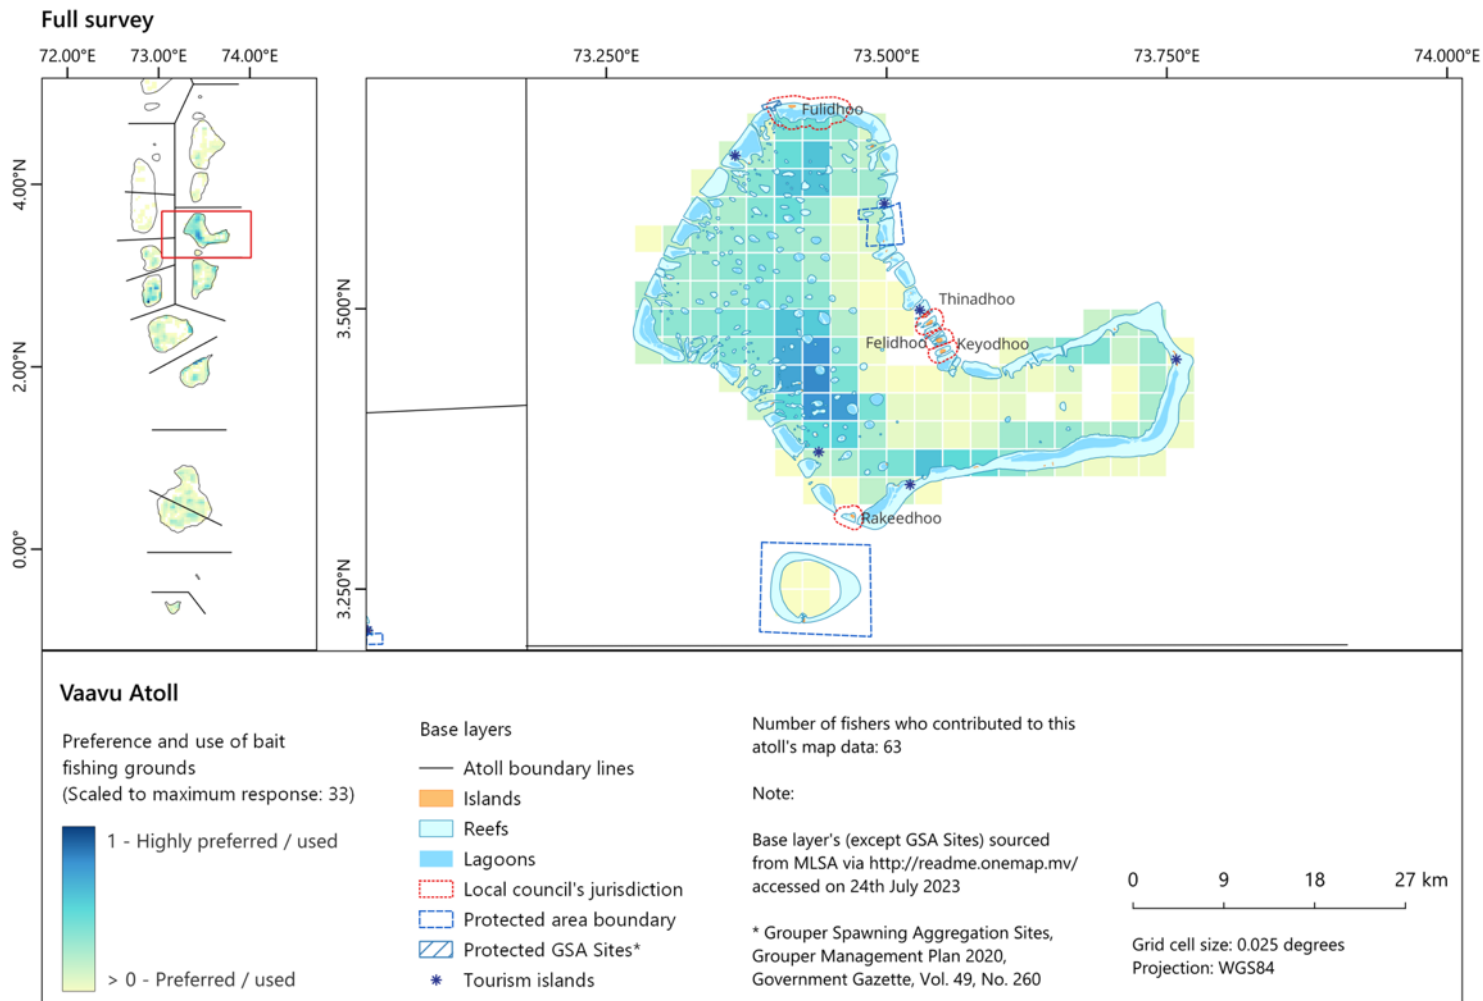 Full survey
72.00°E 73.00°E 74.00°E
73.250°E 73.500°E 73.750°E 74.000°E
4.00°N
2.00°N
0.00°
3.500°N
3.250°N
Fulidhoo
Thinadhoo
Felidhoo
Keyodhoo
Rakeedhoo
Vaavu Atoll
Preference and use of bait
fishing grounds
(Scaled to maximum response: 33)
1 - Highly preferred / used
> 0 - Preferred / used
Base layers
Atoll boundary lines
Islands
Reefs
Lagoons
Local council's jurisdiction
Protected area boundary
Protected GSA Sites*
Tourism islands
Number of fishers who contributed to this
atoll's map data: 63
Note:
Base layer's (except GSA Sites) sourced
from MLSA via http://readme.onemap.mv/
accessed on 24th July 2023
* Grouper Spawning Aggregation Sites,
Grouper Management Plan 2020,
Government Gazette, Vol. 49, No. 260
0 9 18 27 km
Grid cell size: 0.025 degrees
Projection: WGS84